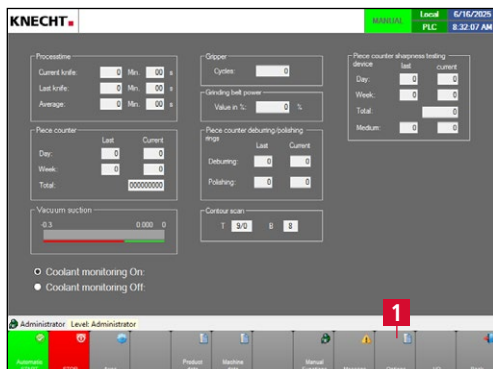 KNECHT
MANUAL
Local
PLC
6/16/2025
8:32:07 AM
Processtime
Current knife: 0 Min. 00 s
Last knife: 0 Min. 00 s
Average: 0 Min. 00 s
Piece counter
Last Current
Day: 0 0
Week: 0 0
Total: 000000000
Vacuum suction
-0.3 0.000 0
Coolant monitoring On:
Coolant monitoring Off:
Gripper
Cycles: 0
Grinding belt power
Value in %: 0 %
Piece counter deburring/polishing
rings
Last Current
Deburring: 0 0
Polishing: 0 0
Contour scan
T 9/0 B 8
Piece counter sharpness testing
device last current
Day: 0 0
Week: 0 0
Total: 0
Medium: 0 0
Administrator Level: Administrator
1
Automatic
Product
Machine
Manual